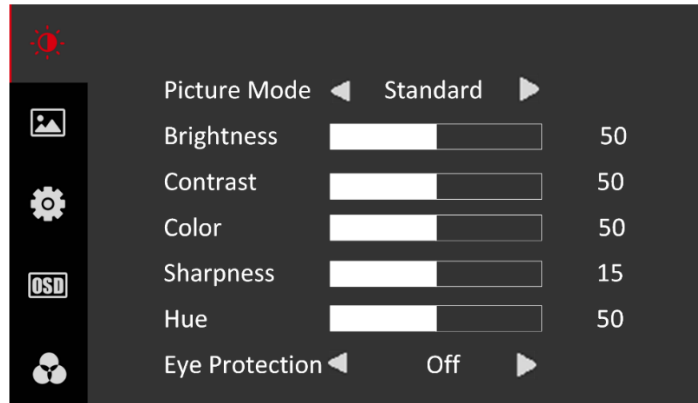 Picture Mode Standard
Brightness 50
Contrast 50
Color 50
Sharpness 15
OSD
Hue 50
Eye Protection Off